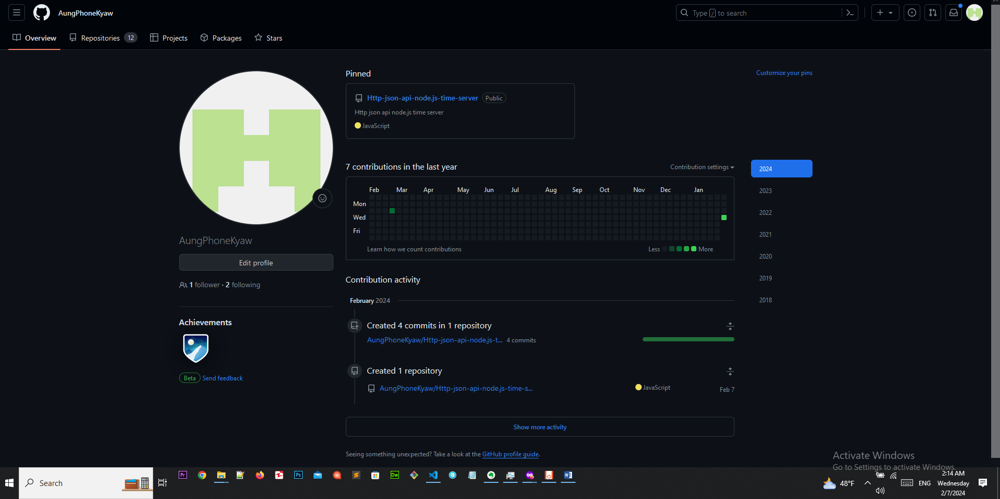 AungPhoneKyaw
Type / to search
Overview
Repositories 12
Projects
Packages
Stars
AungPhoneKyaw
Edit profile
1 follower · 2 following
Achievements
Beta Send feedback
Pinned
Customize your pins
Http-json-api-node.js-time-server Public
Http json api node.js time server
JavaScript
7 contributions in the last year
Contribution settings
Feb Mar Apr May Jun Jul Aug Sep Oct Nov Dec Jan
Mon
Wed
Fri
Learn how we count contributions
Less More
2024
2023
2022
2021
2020
2019
2018
Contribution activity
February 2024
Created 4 commits in 1 repository
AungPhoneKyaw/Http-json-api-node.js-t... 4 commits
Created 1 repository
AungPhoneKyaw/Http-json-api-node.js-time-s... JavaScript Feb 7
Show more activity
Seeing something unexpected? Take a look at the GitHub profile guide.
Activate Windows
Go to Settings to activate Windows.
Search
Pr
Ps
Dw
48°F
ENG
2:14 AM
Wednesday
2/7/2024